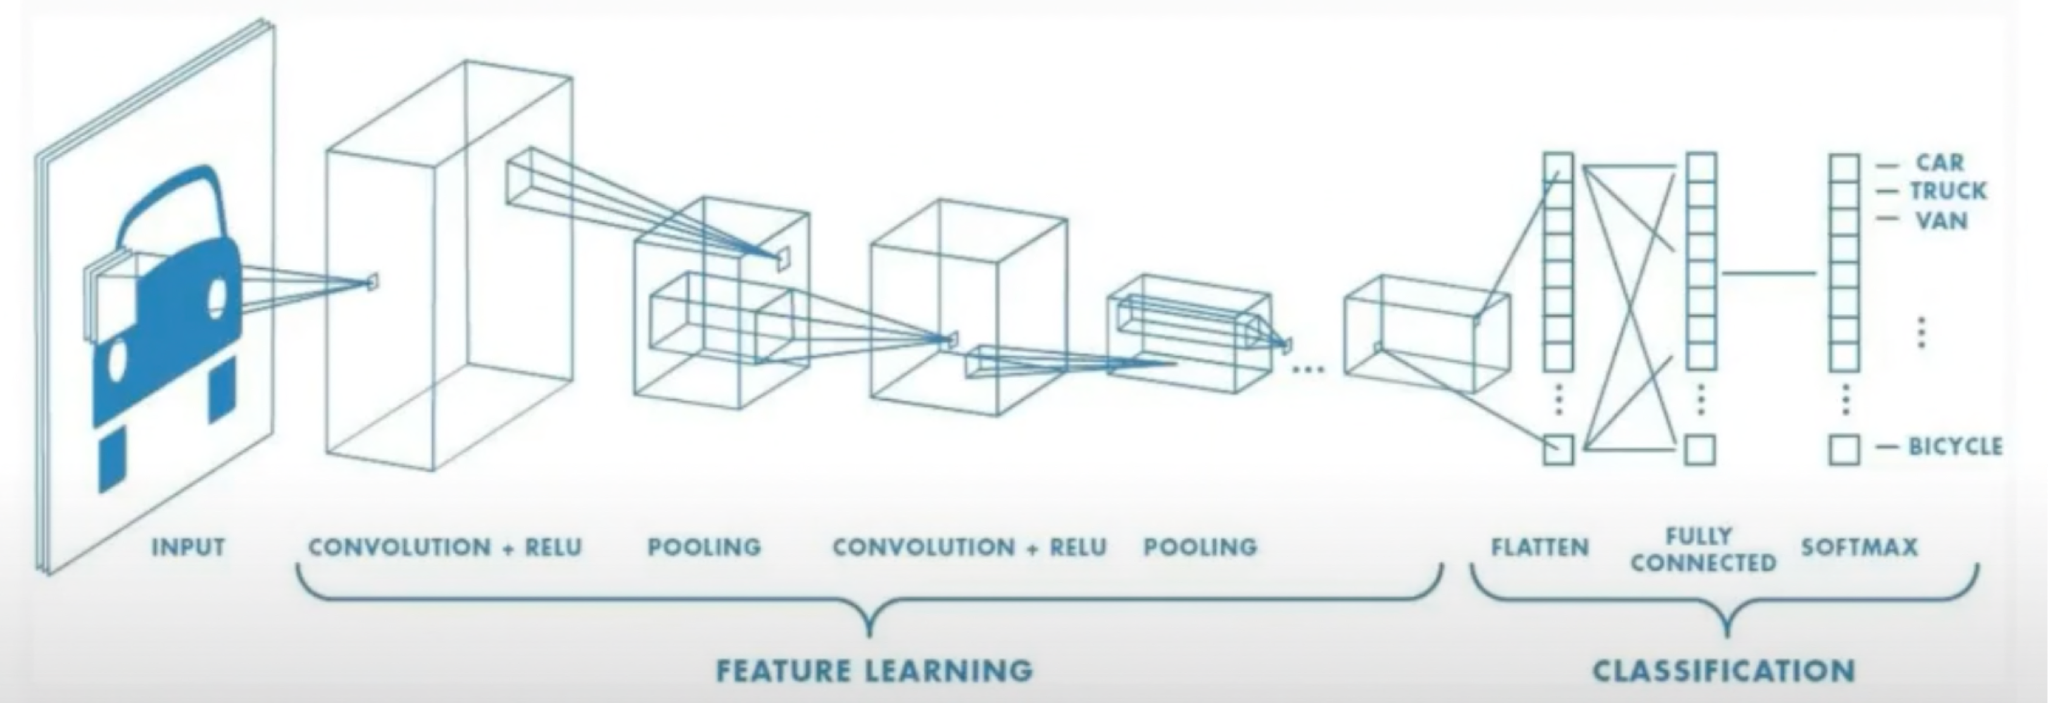 CAR
TRUCK
VAN
BICYCLE
INPUT
CONVOLUTION + RELU
POOLING
CONVOLUTION + RELU
POOLING
FLATTEN
FULLY
CONNECTED
SOFTMAX
FEATURE LEARNING
CLASSIFICATION